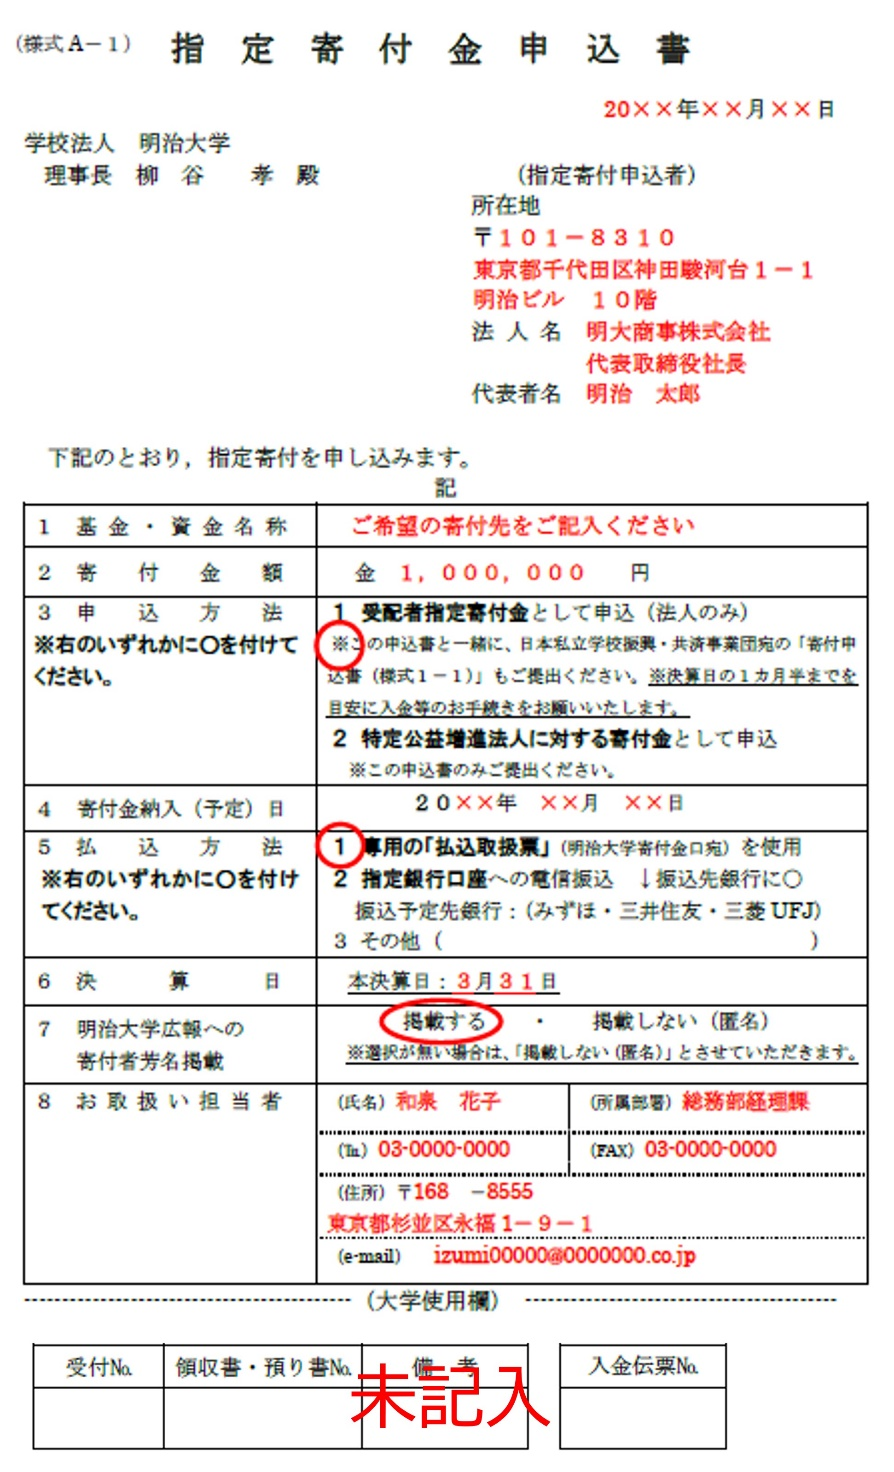 （様式A－１） 指 定 寄 付 金 申 込 書
20××年××月××日
学校法人　明治大学
理事長　柳　谷　　孝　殿
（指定寄付申込者）
所在地
〒１０１－８３１０
東京都千代田区神田駿河台１－１
明治ビル　１０階
法 人 名　明大商事株式会社
代表取締役社長
代表者名　明治　太郎
下記のとおり，指定寄付を申し込みます。
記
１　基 金 ・ 資 金 名 称　ご希望の寄付先をご記入ください
２　寄　付　金　額　金　１，０００，０００　円
３　申　込　方　法
※右のいずれかに〇を付けて
ください。
１ 受配者指定寄付金として申込（法人のみ）
※この申込書と一緒に、日本私立学校振興・共済事業団宛の「寄付申
込書（様式１－１）」もご提出ください。※決算日の１カ月半までを
目安に入金等のお手続きをお願いいたします。
２ 特定公益増進法人に対する寄付金として申込
※この申込書のみご提出ください。
４　寄付金納入（予定）日　２０××年　××月　××日
５　払　込　方　法
※右のいずれかに〇を付け
てください。
１ 専用の「払込取扱票」（明治大学寄付金口宛）を使用
２ 指定銀行口座への電信振込　↓振込先銀行に〇
振込予定先銀行：（みずほ・三井住友・三菱UFJ）
３ その他（　　　　　　　　　　）
６　決　算　日　本決算日：３月３１日
７　明治大学広報への
寄付者芳名掲載
掲載する　・　掲載しない（匿名）
※選択が無い場合は、「掲載しない（匿名）」とさせていただきます。
８　お 取 扱 い 担 当 者
（氏名）和泉　花子　（所属部署）総務部経理課
（℡）03-0000-0000　（FAX）03-0000-0000
（住所）〒168　－8555
東京都杉並区永福１－９－１
（e-mail）　izumi00000@0000000.co.jp
（大学使用欄）
受付№　領収書・預り書№　備　考　入金伝票№
未記入